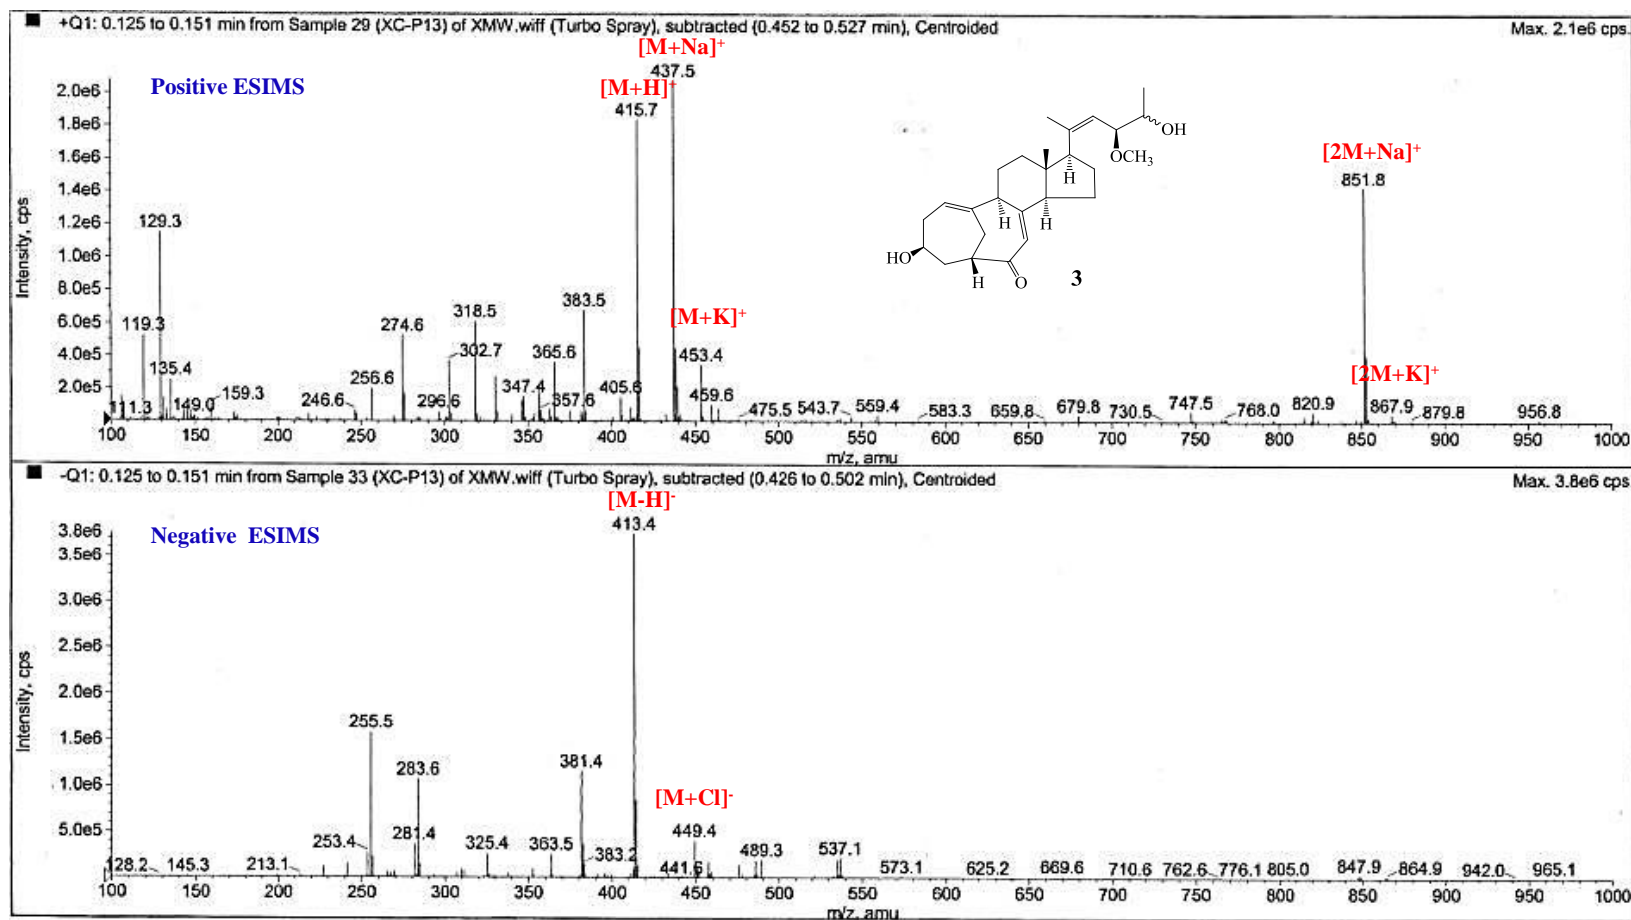 +Q1: 0.125 to 0.151 min from Sample 29 (XC-P13) of XMW.wiff (Turbo Spray), subtracted (0.452 to 0.527 min), Centroided
Max. 2.1e6 cps.
Positive ESIMS
[M+Na]+
437.5
[M+H]+
415.7
[2M+Na]+
851.8
[M+K]+
453.4
[2M+K]+
Intensity, cps
2.0e6
1.8e6
1.6e6
1.4e6
1.2e6
1.0e6
8.0e5
6.0e5
4.0e5
2.0e5
111.3
119.3
129.3
135.4
149.0
159.3
246.6
256.6
274.6
296.6
302.7
318.5
347.4
357.6
365.6
383.5
405.6
459.6
475.5
543.7
559.4
583.3
659.8
679.8
730.5
747.5
768.0
820.9
867.9
879.8
956.8
OH
OCH3
H
H
H
HO
H
O
3
100 150 200 250 300 350 400 450 500 550 600 650 700 750 800 850 900 950 1000
m/z, amu
-Q1: 0.125 to 0.151 min from Sample 33 (XC-P13) of XMW.wiff (Turbo Spray), subtracted (0.426 to 0.502 min), Centroided
Max. 3.8e6 cps
Negative ESIMS
[M-H]-
413.4
[M+Cl]-
449.4
Intensity, cps
3.8e6
3.5e6
3.0e6
2.5e6
2.0e6
1.5e6
1.0e6
5.0e5
128.2
145.3
213.1
253.4
255.5
281.4
283.6
325.4
363.5
381.4
383.2
441.6
489.3
537.1
573.1
625.2
669.6
710.6
762.6
776.1
805.0
847.9
864.9
942.0
965.1
100 150 200 250 300 350 400 450 500 550 600 650 700 750 800 850 900 950 1000
m/z, amu